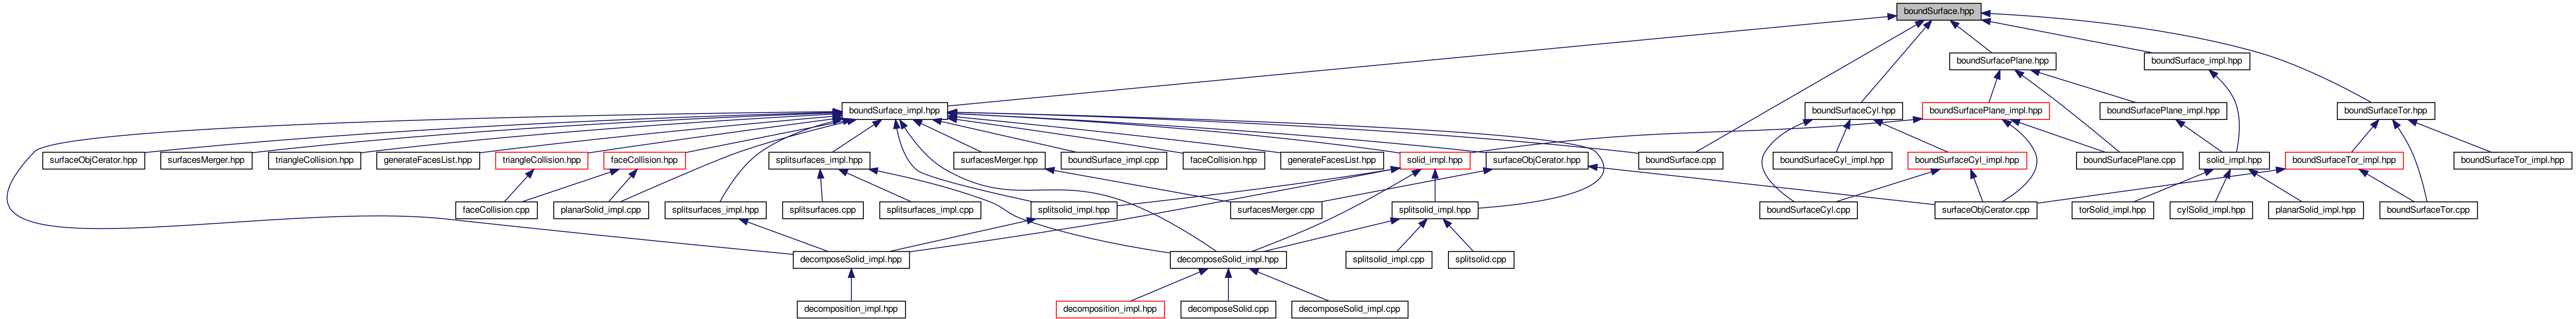 boundSurface.hpp
boundSurfacePlane.hpp
boundSurface_impl.hpp
boundSurface_impl.hpp
boundSurfaceCyl.hpp
boundSurfacePlane_impl.hpp
boundSurfacePlane_impl.hpp
boundSurfaceTor.hpp
surfaceObjCerator.hpp
surfacesMerger.hpp
triangleCollision.hpp
generateFacesList.hpp
triangleCollision.hpp
faceCollision.hpp
splitsurfaces_impl.hpp
surfacesMerger.hpp
boundSurface_impl.cpp
faceCollision.hpp
generateFacesList.hpp
solid_impl.hpp
surfaceObjCerator.hpp
boundSurface.cpp
boundSurfaceCyl_impl.hpp
boundSurfaceCyl_impl.hpp
boundSurfacePlane.cpp
solid_impl.hpp
boundSurfaceTor_impl.hpp
boundSurfaceTor_impl.hpp
faceCollision.cpp
planarSolid_impl.cpp
splitsurfaces_impl.hpp
splitsurfaces.cpp
splitsurfaces_impl.cpp
splitsolid_impl.hpp
surfacesMerger.cpp
splitsolid_impl.hpp
boundSurfaceCyl.cpp
surfaceObjCerator.cpp
torSolid_impl.hpp
cylSolid_impl.hpp
planarSolid_impl.hpp
boundSurfaceTor.cpp
decomposeSolid_impl.hpp
decomposeSolid_impl.hpp
splitsolid_impl.cpp
splitsolid.cpp
decomposition_impl.hpp
decomposition_impl.hpp
decomposeSolid.cpp
decomposeSolid_impl.cpp